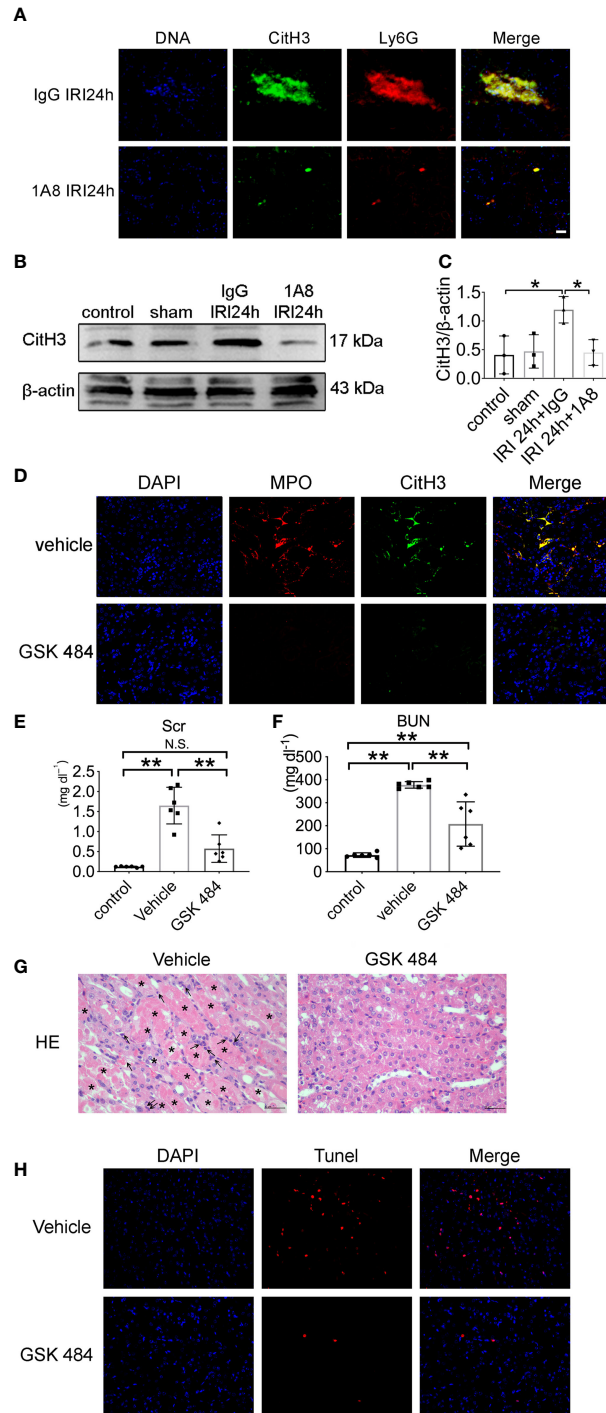 A
DNA CitH3 Ly6G Merge
IgG IRI24h
1A8 IRI24h
B
control sham IgG IRI24h 1A8 IRI24h
CitH3 17 kDa
β-actin 43 kDa
C
* *
CitH3/β-actin
1.5
1.0
0.5
0.0
control sham IRI 24h+IgG IRI 24h+1A8
D
DAPI MPO CitH3 Merge
vehicle
GSK 484
E
Scr
N.S.
** **
(mg dl⁻¹)
2.5
2.0
1.5
1.0
0.5
0.0
control Vehicle GSK 484
F
BUN
**
** **
(mg dl⁻¹)
400
300
200
100
0
control vehicle GSK 484
G
Vehicle GSK 484
HE
H
DAPI Tunel Merge
Vehicle
GSK 484